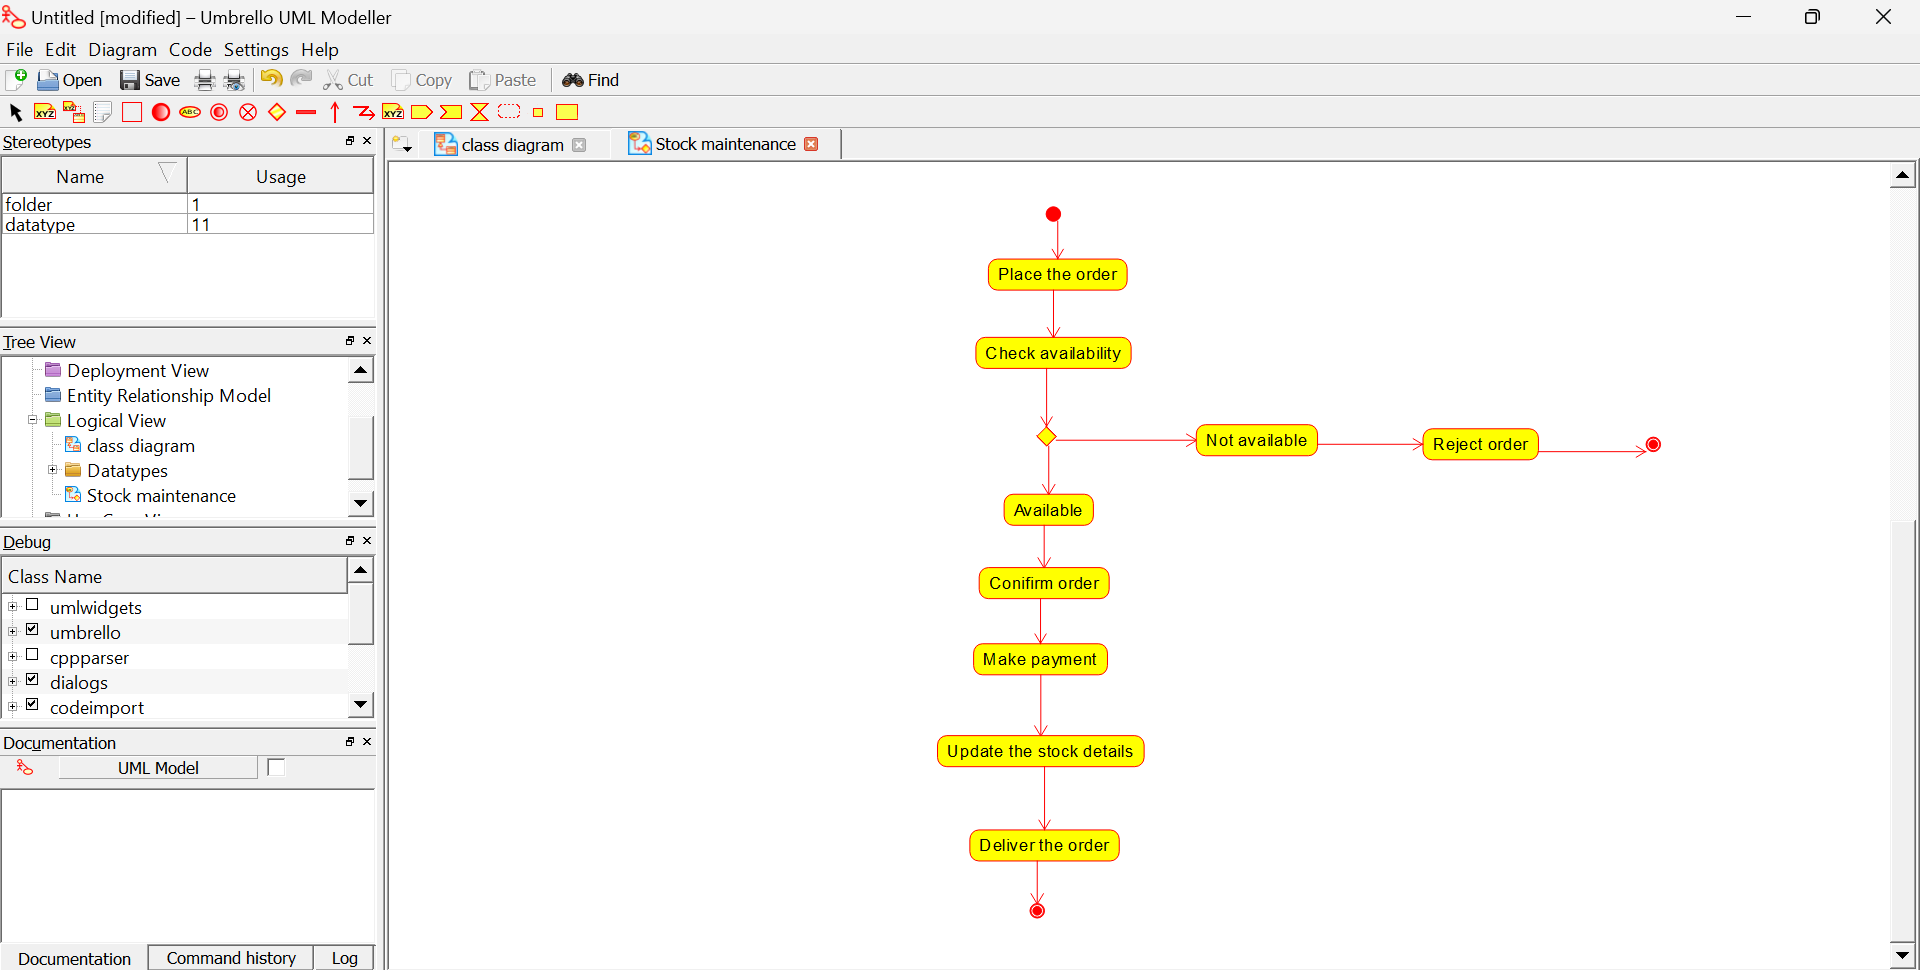 Untitled [modified] – Umbrello UML Modeller
File Edit Diagram Code Settings Help
Open Save Cut Copy Paste Find
XYZ XYZ ABC XYZ
Stereotypes
Name Usage
folder 1
datatype 11
Tree View
Deployment View
Entity Relationship Model
Logical View
class diagram
Datatypes
Stock maintenance
Debug
Class Name
umlwidgets
umbrello
cppparser
dialogs
codeimport
Documentation
UML Model
Documentation Command history Log
class diagram Stock maintenance
Place the order
Check availability
Not available Reject order
Available
Conifirm order
Make payment
Update the stock details
Deliver the order